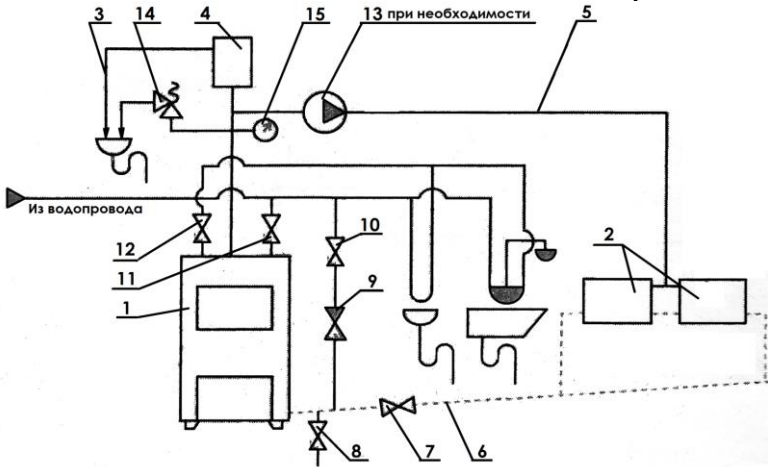 3 14 4 15 13 при необходимости 5
Из водопровода
12 11 10 2
1 9
8 7 6